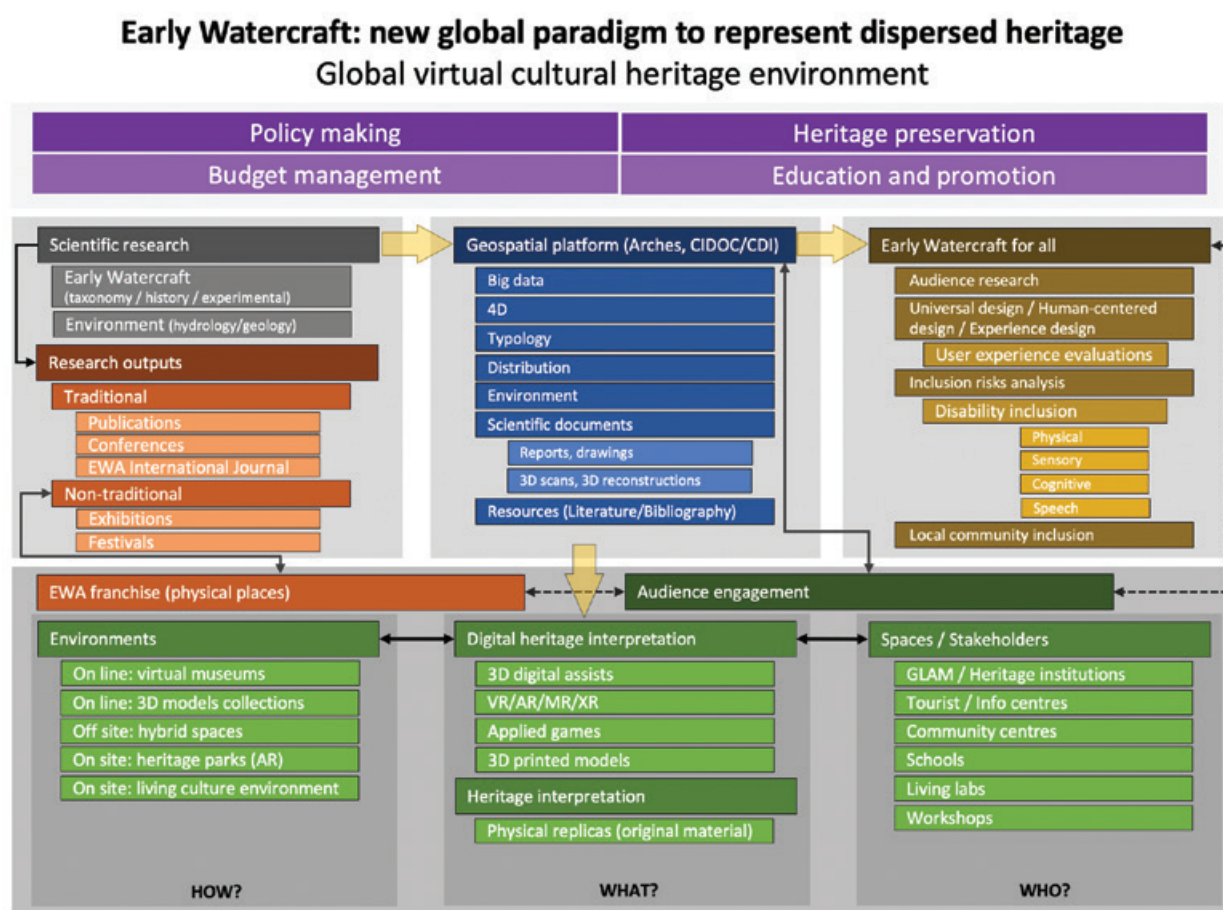 Early Watercraft: new global paradigm to represent dispersed heritage
Global virtual cultural heritage environment
Policy making
Heritage preservation
Budget management
Education and promotion
Scientific research
Early Watercraft
(taxonomy / history / experimental)
Environment (hydrology/geology)
Research outputs
Traditional
Publications
Conferences
EWA International Journal
Non-traditional
Exhibitions
Festivals
Geospatial platform (Arches, CIDOC/CDI)
Big data
4D
Typology
Distribution
Environment
Scientific documents
Reports, drawings
3D scans, 3D reconstructions
Resources (Literature/Bibliography)
Early Watercraft for all
Audience research
Universal design / Human-centered
design / Experience design
User experience evaluations
Inclusion risks analysis
Disability inclusion
Physical
Sensory
Cognitive
Speech
Local community inclusion
EWA franchise (physical places)
Audience engagement
Environments
On line: virtual museums
On line: 3D models collections
Off site: hybrid spaces
On site: heritage parks (AR)
On site: living culture environment
HOW?
Digital heritage interpretation
3D digital assists
VR/AR/MR/XR
Applied games
3D printed models
Heritage interpretation
Physical replicas (original material)
WHAT?
Spaces / Stakeholders
GLAM / Heritage institutions
Tourist / Info centres
Community centres
Schools
Living labs
Workshops
WHO?